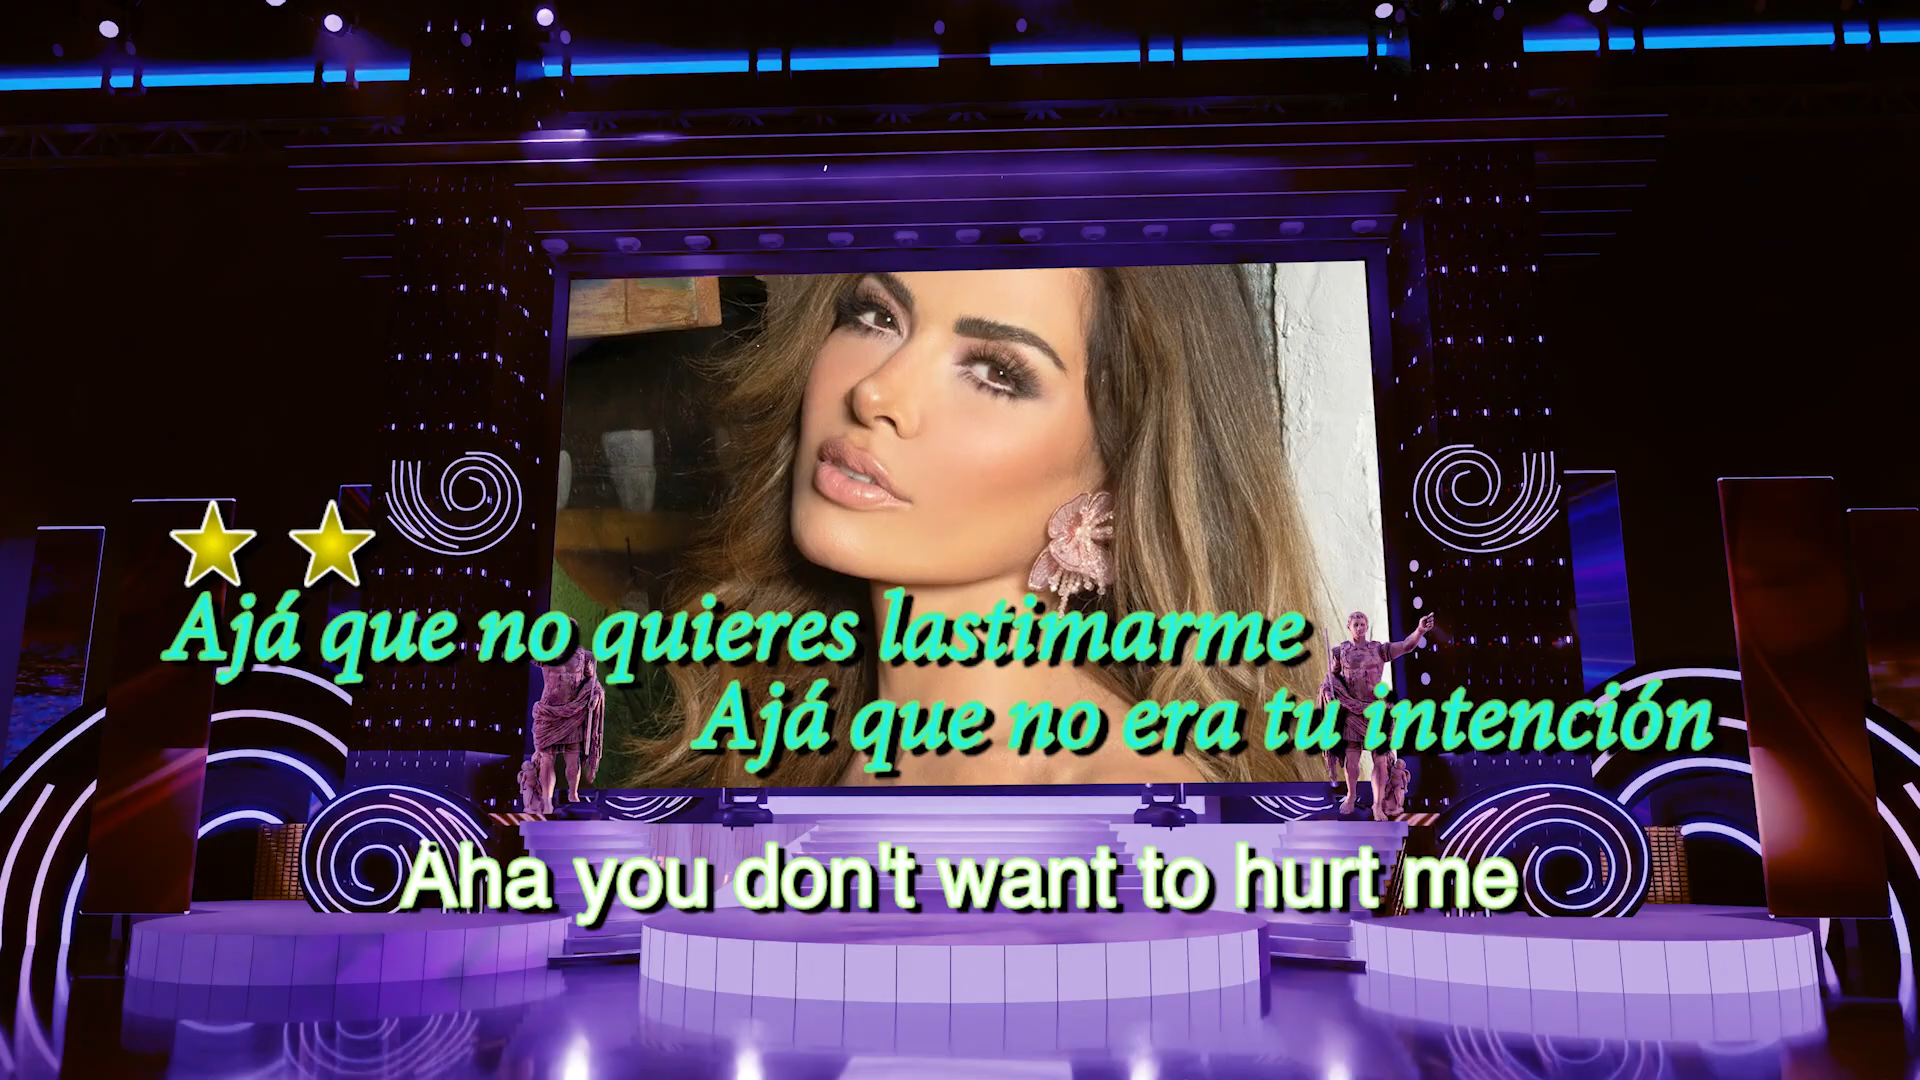 Ajá que no quieres lastimarme
Ajá que no era tu intención
Aha you don't want to hurt me